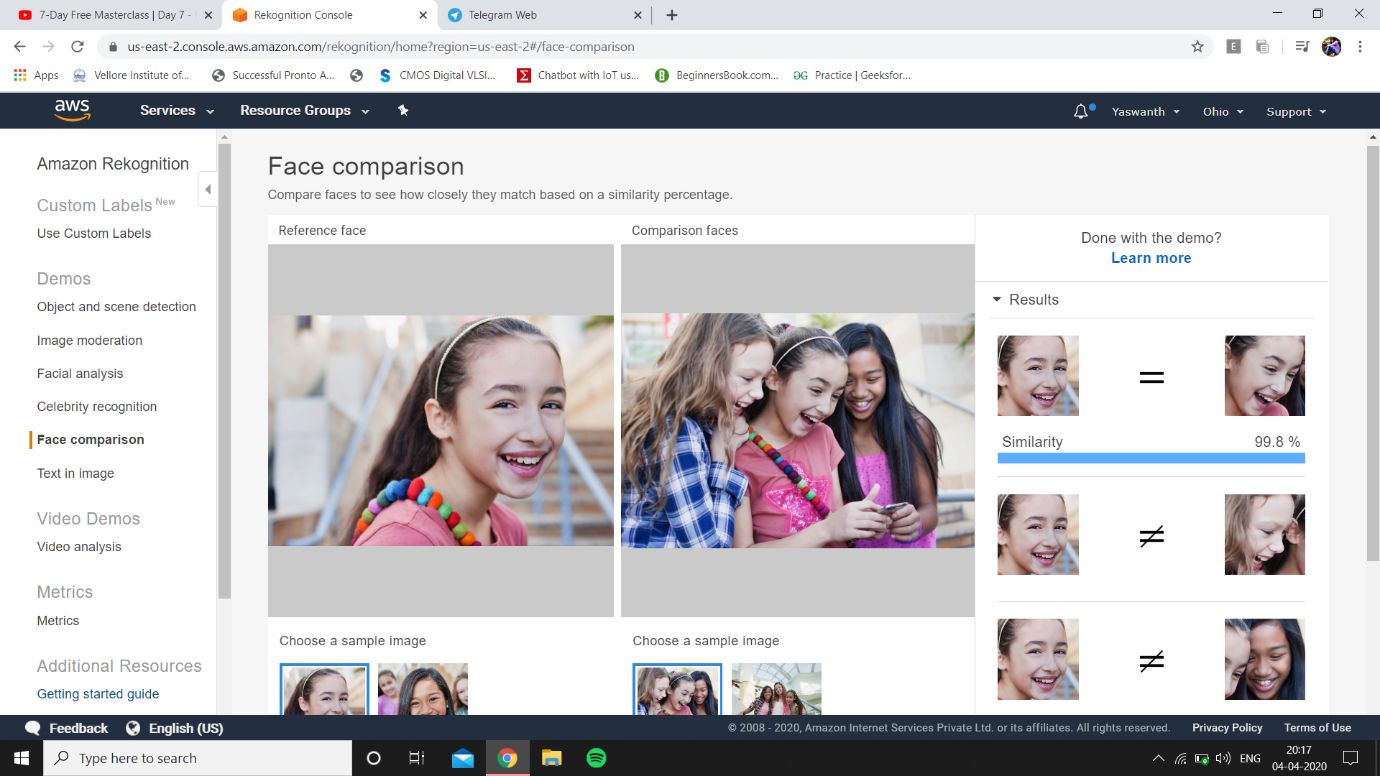 7-Day Free Masterclass | Day 7 -
Rekognition Console
Telegram Web
us-east-2.console.aws.amazon.com/rekognition/home?region=us-east-2#/face-comparison
Apps
Vellore Institute of...
Successful Pronto A...
CMOS Digital VLSI...
Chatbot with IoT us...
BeginnersBook.com...
Practice | Geeksfor...
aws
Services
Resource Groups
Yaswanth
Ohio
Support
Amazon Rekognition
Custom Labels New
Use Custom Labels
Demos
Object and scene detection
Image moderation
Facial analysis
Celebrity recognition
Face comparison
Text in image
Video Demos
Video analysis
Metrics
Metrics
Additional Resources
Getting started guide
Face comparison
Compare faces to see how closely they match based on a similarity percentage.
Reference face
Comparison faces
Choose a sample image
Choose a sample image
Done with the demo?
Learn more
Results
=
Similarity 99.8 %
≠
≠
Feedback
English (US)
© 2008 - 2020, Amazon Internet Services Private Ltd. or its affiliates. All rights reserved.
Privacy Policy
Terms of Use
Type here to search
ENG
20:17
04-04-2020